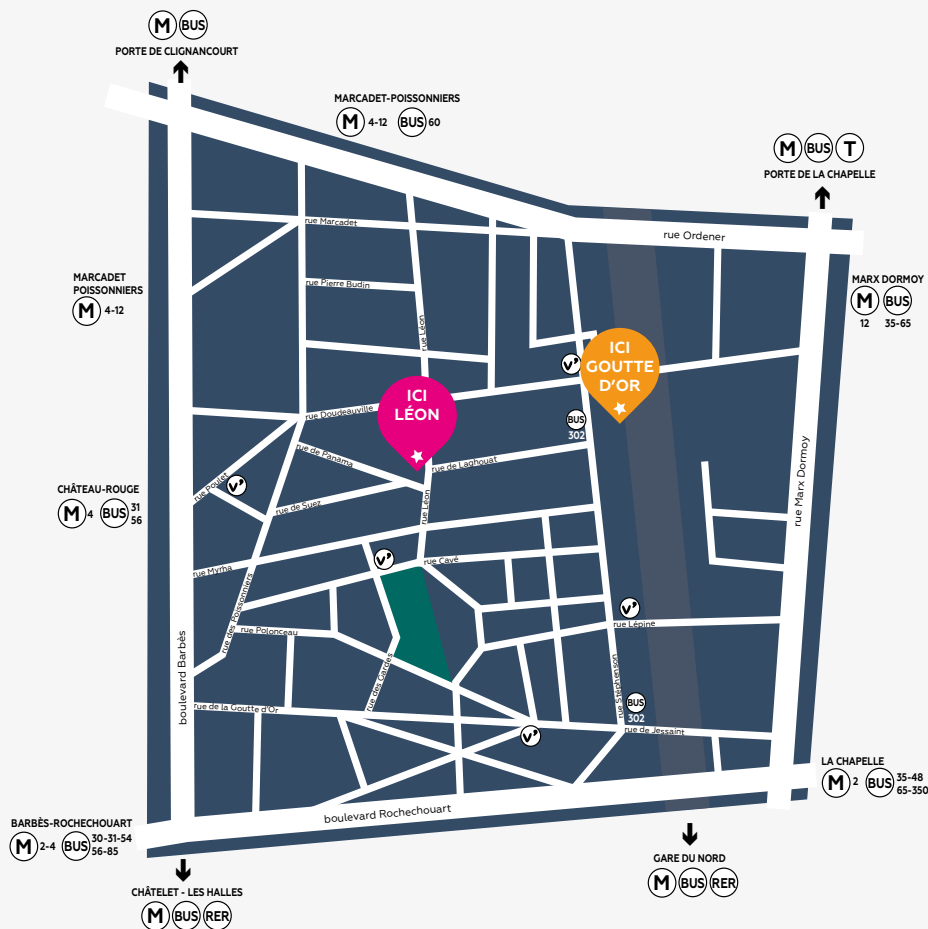 M BUS
PORTE DE CLIGNANCOURT
MARCADET-POISSONNIERS
M 4-12 BUS 60
M BUS T
PORTE DE LA CHAPELLE
rue Marcadet
rue Ordener
MARCADET
POISSONNIERS
M 4-12
rue Pierre Budin
MARX DORMOY
M BUS
12 35-65
rue Léon
ICI
GOUTTE
D'OR
V'
ICI
LÉON
rue Doudeauville
BUS
302
rue de Panama
rue de Laghouat
rue Marx Dormoy
CHÂTEAU-ROUGE
M 4 BUS 31
56
rue Poulet
V'
rue de Suez
rue Léon
rue Myrha
V'
rue Cavé
rue des Poissonniers
V'
rue Polonceau
rue Lépine
boulevard Barbès
rue des Gardes
rue Stephenson
BUS
302
rue de la Goutte d'Or
V'
rue de Jessaint
LA CHAPELLE
M 2 BUS 35-48
65-350
boulevard Rochechouart
BARBÈS-ROCHECHOUART
M 2-4 BUS 30-31-54
56-85
GARE DU NORD
M BUS RER
CHÂTELET - LES HALLES
M BUS RER